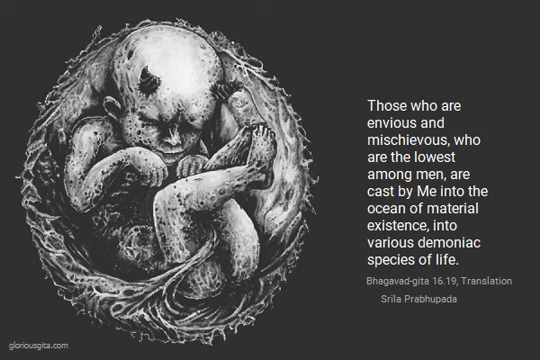 Those who are
envious and
mischievous, who
are the lowest
among men, are
cast by Me into the
ocean of material
existence, into
various demoniac
species of life.
Bhagavad-gita 16.19, Translation
Srila Prabhupada
gloriousgita.com